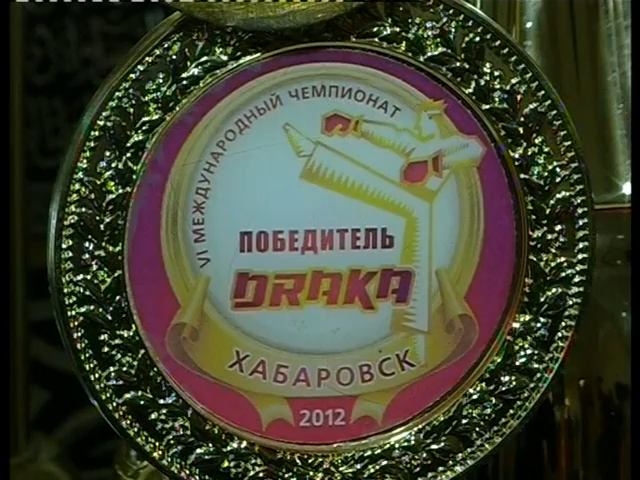 VI МЕЖДУНАРОДНЫЙ ЧЕМПИОНАТ
ПОБЕДИТЕЛЬ
DRAKA
ХАБАРОВСК
2012